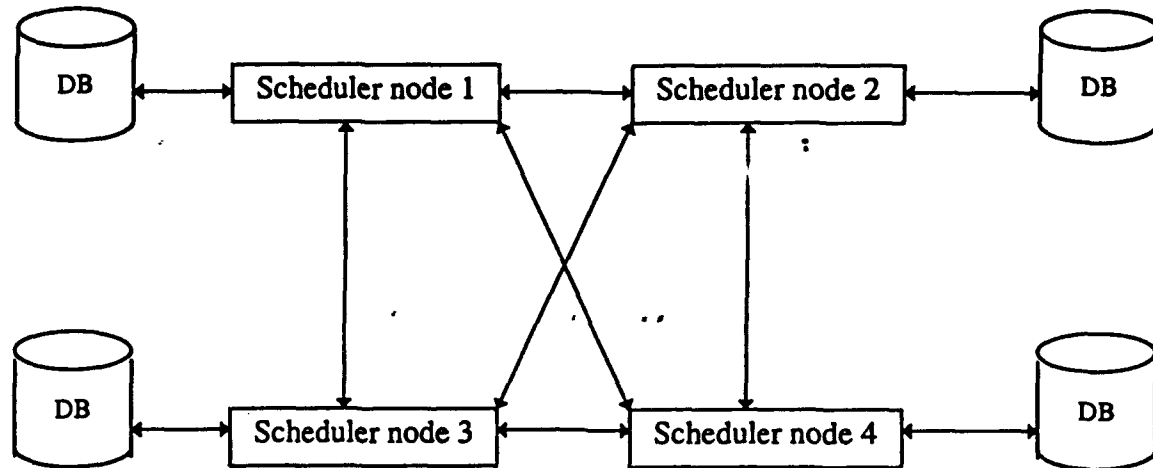 DB
Scheduler node 1
Scheduler node 2
DB
DB
Scheduler node 3
Scheduler node 4
DB